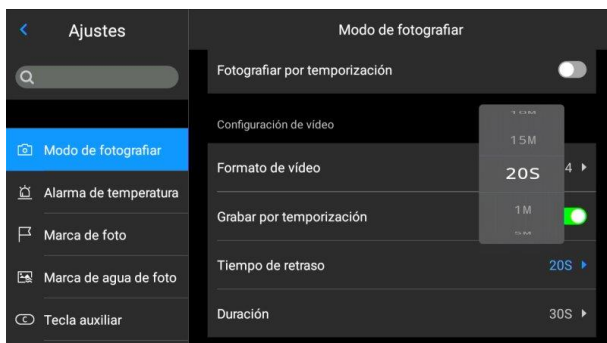 Ajustes
Modo de fotografiar
Alarma de temperatura
Marca de foto
Marca de agua de foto
Tecla auxiliar
Modo de fotografiar
Fotografiar por temporización
Configuración de vídeo
Formato de vídeo
4
Grabar por temporización
Tiempo de retraso
20S
Duración
30S
15M
20S
1M